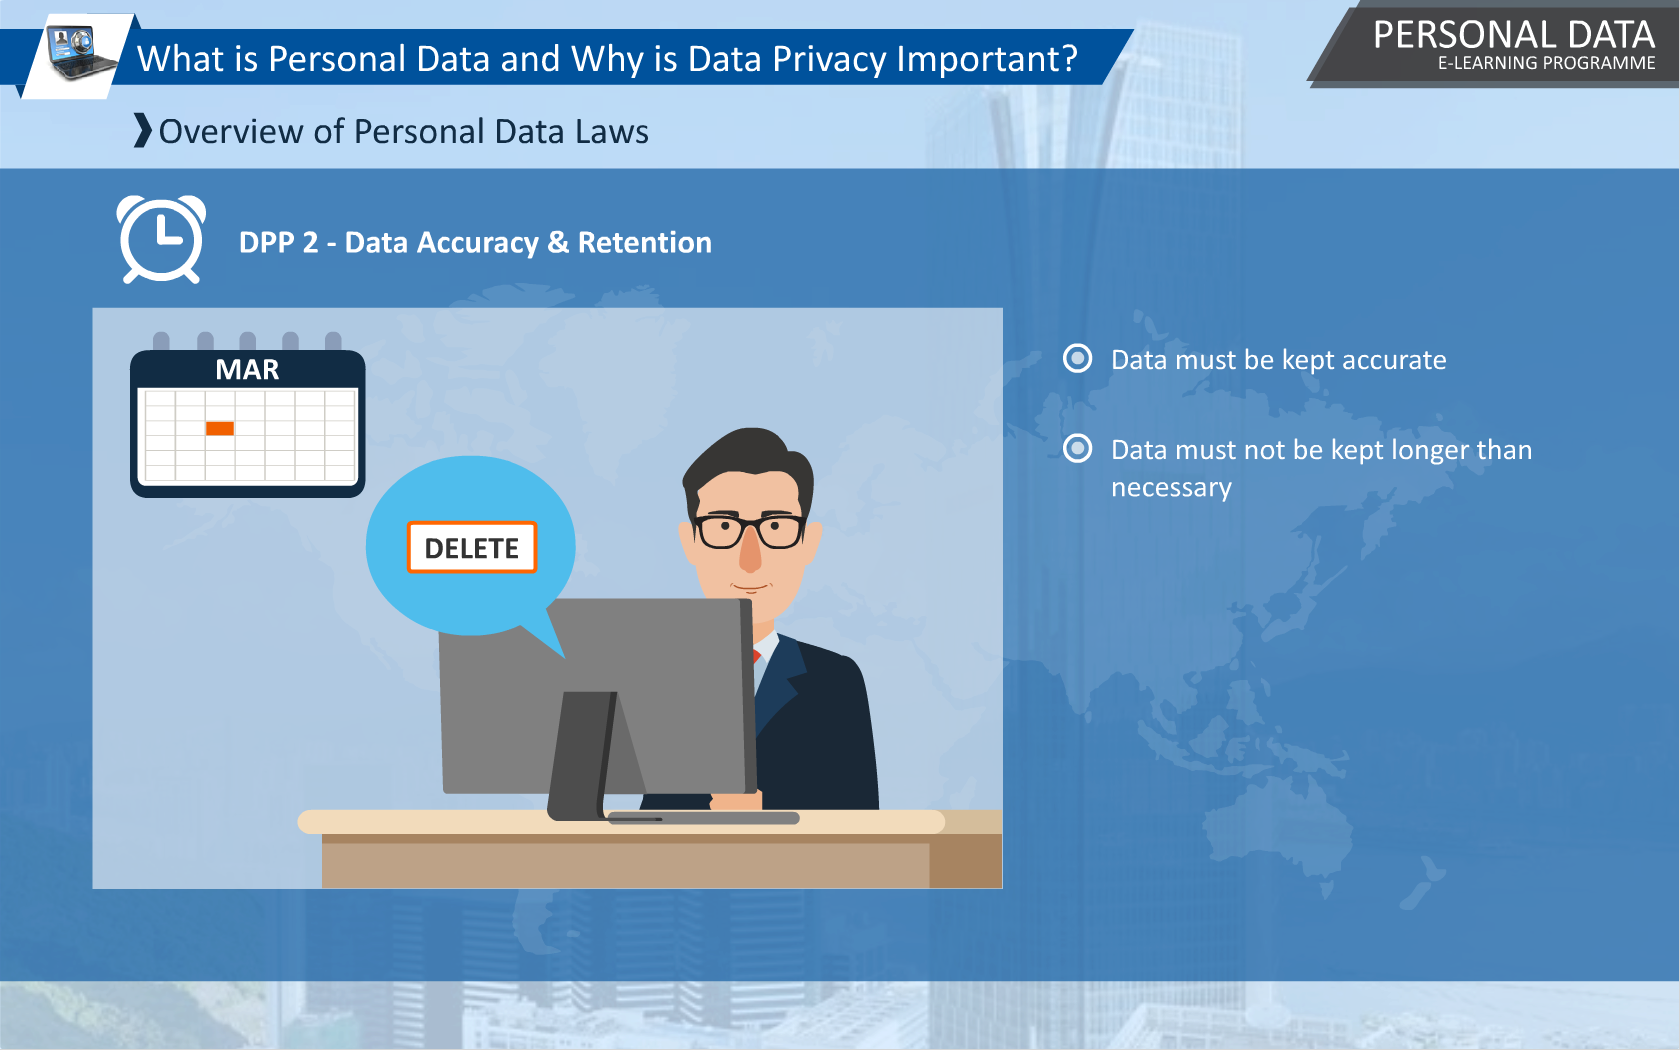 What is Personal Data and Why is Data Privacy Important?
PERSONAL DATA
E-LEARNING PROGRAMME
Overview of Personal Data Laws
DPP 2 - Data Accuracy & Retention
MAR
DELETE
Data must be kept accurate
Data must not be kept longer than
necessary